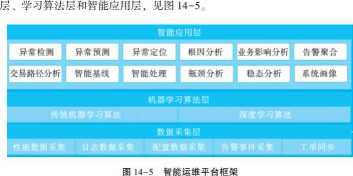 层、学习算法层和智能应用层，见图 14-5。
智能应用层
异常检测 异常预测 异常定位 根因分析 业务影响分析 告警聚合
交易路径分析 智能基线 智能处理 瓶颈分析 稳态分析 系统画像
机器学习算法层
传统机器学习算法 深度学习算法
数据采集层
性能数据采集 日志数据采集 配置数据采集 告警事件采集 工单同步
图 14-5 智能运维平台框架